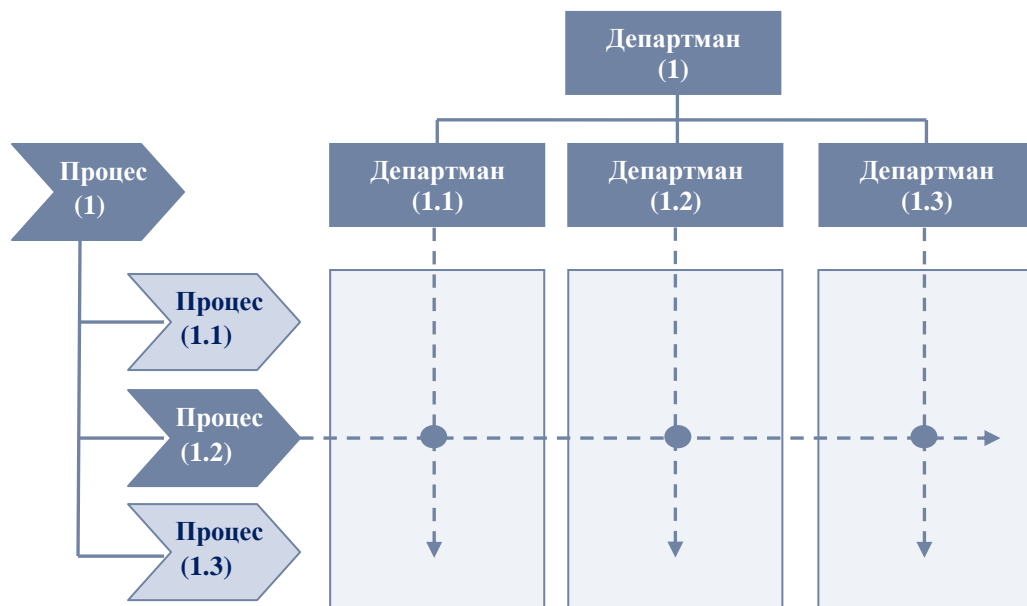 Департман
(1)
Департман
(1.1)
Департман
(1.2)
Департман
(1.3)
Процес
(1)
Процес
(1.1)
Процес
(1.2)
Процес
(1.3)